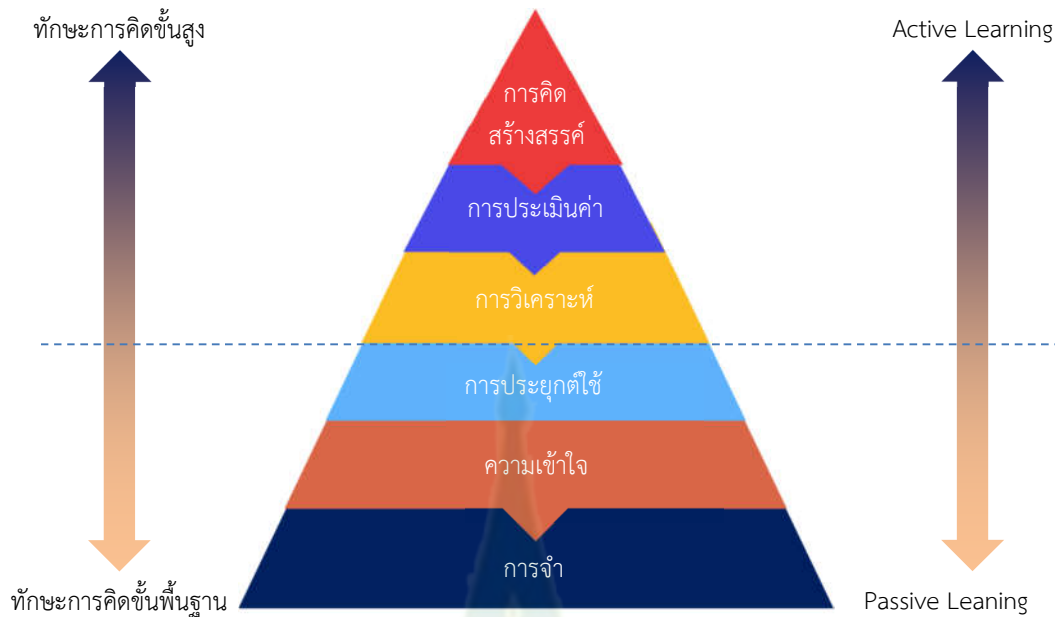 ทักษะการคิดขั้นสูง
Active Learning
การคิด
สร้างสรรค์
การประเมินค่า
การวิเคราะห์
การประยุกต์ใช้
ความเข้าใจ
การจำ
ทักษะการคิดขั้นพื้นฐาน
Passive Leaning